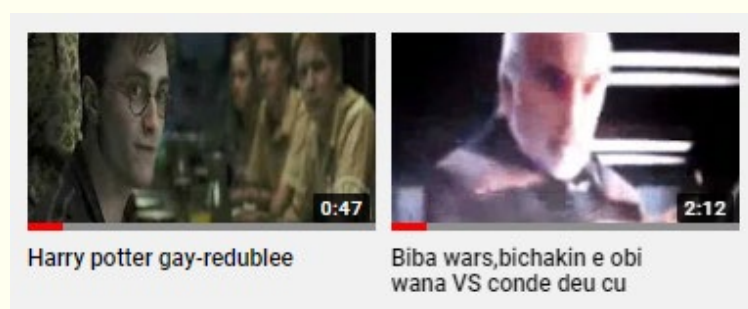 0:47
2:12
Harry potter gay-redublee
Biba wars,bichakin e obi
wana VS conde deu cu